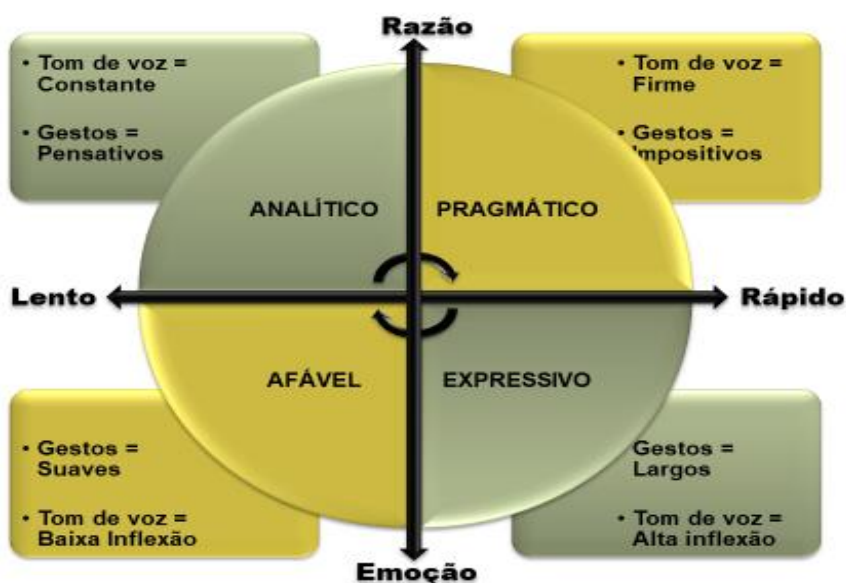 Razão
• Tom de voz =
Constante
• Gestos =
Pensativos
• Tom de voz =
Firme
• Gestos =
Impositivos
ANALÍTICO
PRAGMÁTICO
Lento
Rápido
AFÁVEL
EXPRESSIVO
• Gestos =
Suaves
• Tom de voz =
Baixa Inflexão
Gestos =
Largos
• Tom de voz =
Alta inflexão
Emoção